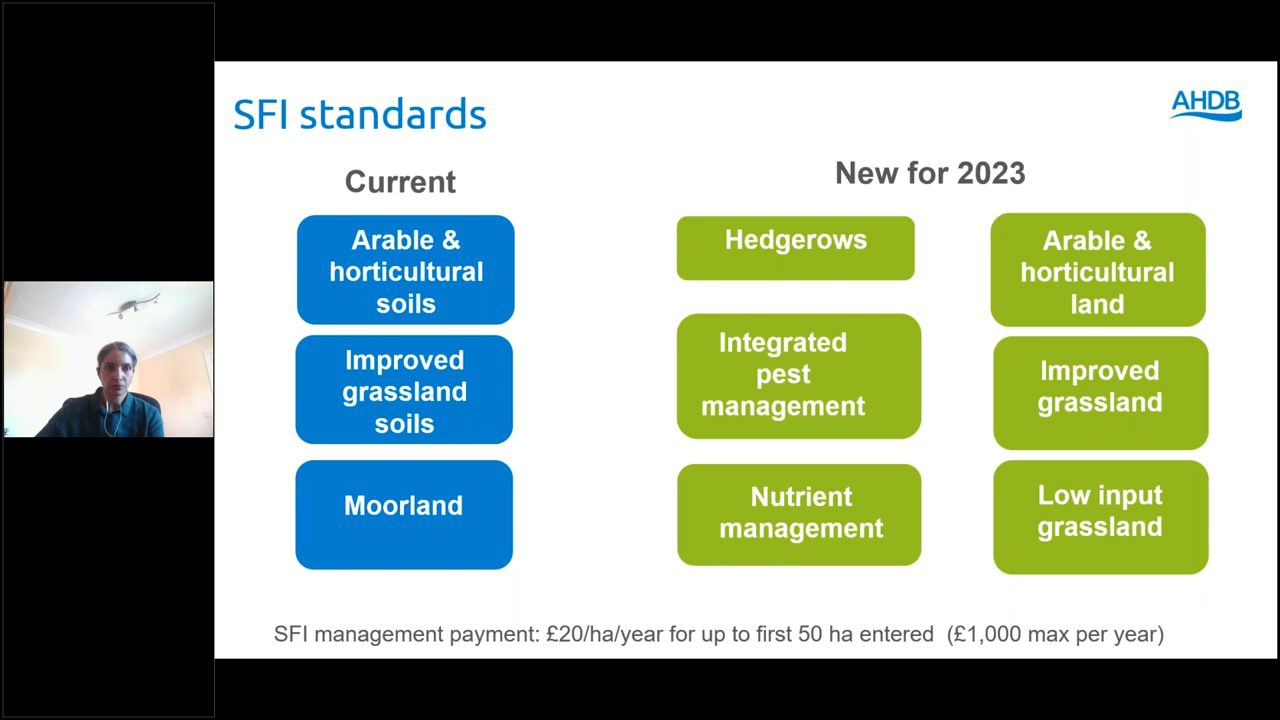 SFI standards
AHDB
Current
Arable &
horticultural
soils
Improved
grassland
soils
Moorland
New for 2023
Hedgerows
Integrated
pest
management
Nutrient
management
Arable &
horticultural
land
Improved
grassland
Low input
grassland
SFI management payment: £20/ha/year for up to first 50 ha entered (£1,000 max per year)